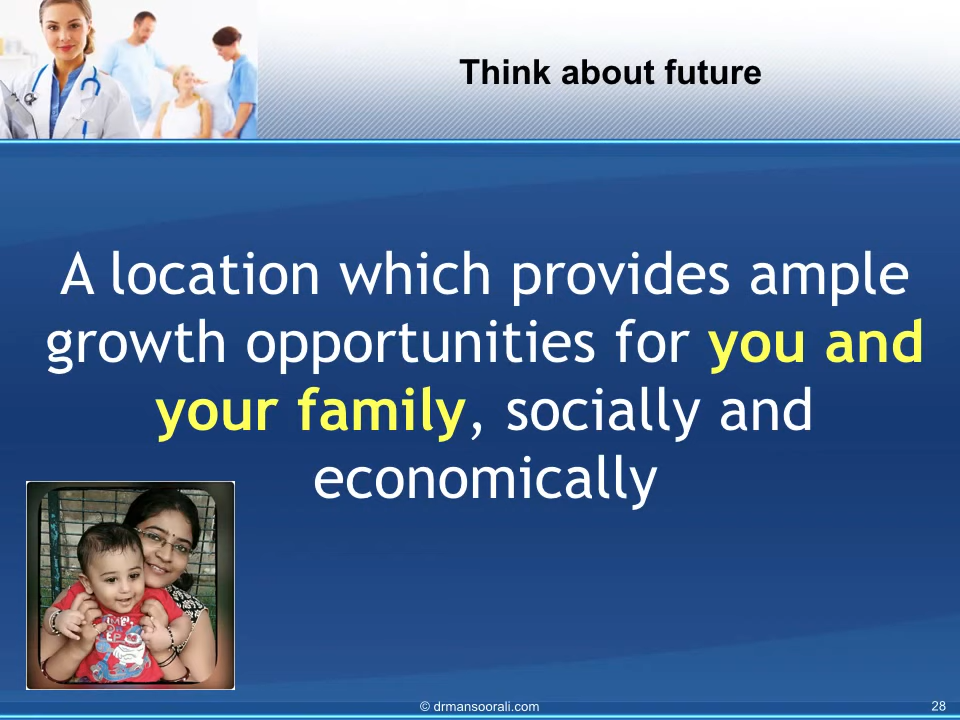 Think about future
A location which provides ample
growth opportunities for you and
your family, socially and
economically
© drmansoorali.com
28